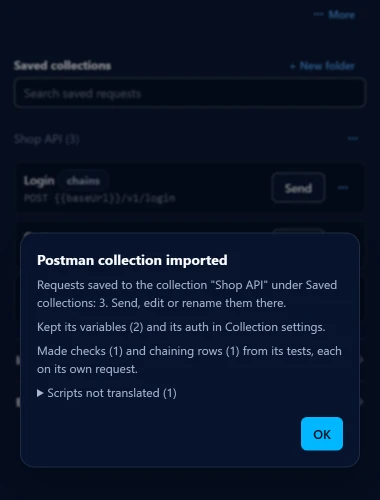 ··· More
Saved collections
+ New folder
Search saved requests
Shop API (3)
Login chains
Send
POST {{baseUrl}}/v1/login
Postman collection imported
Requests saved to the collection "Shop API" under Saved
collections: 3. Send, edit or rename them there.
Kept its variables (2) and its auth in Collection settings.
Made checks (1) and chaining rows (1) from its tests, each
on its own request.
Scripts not translated (1)
OK